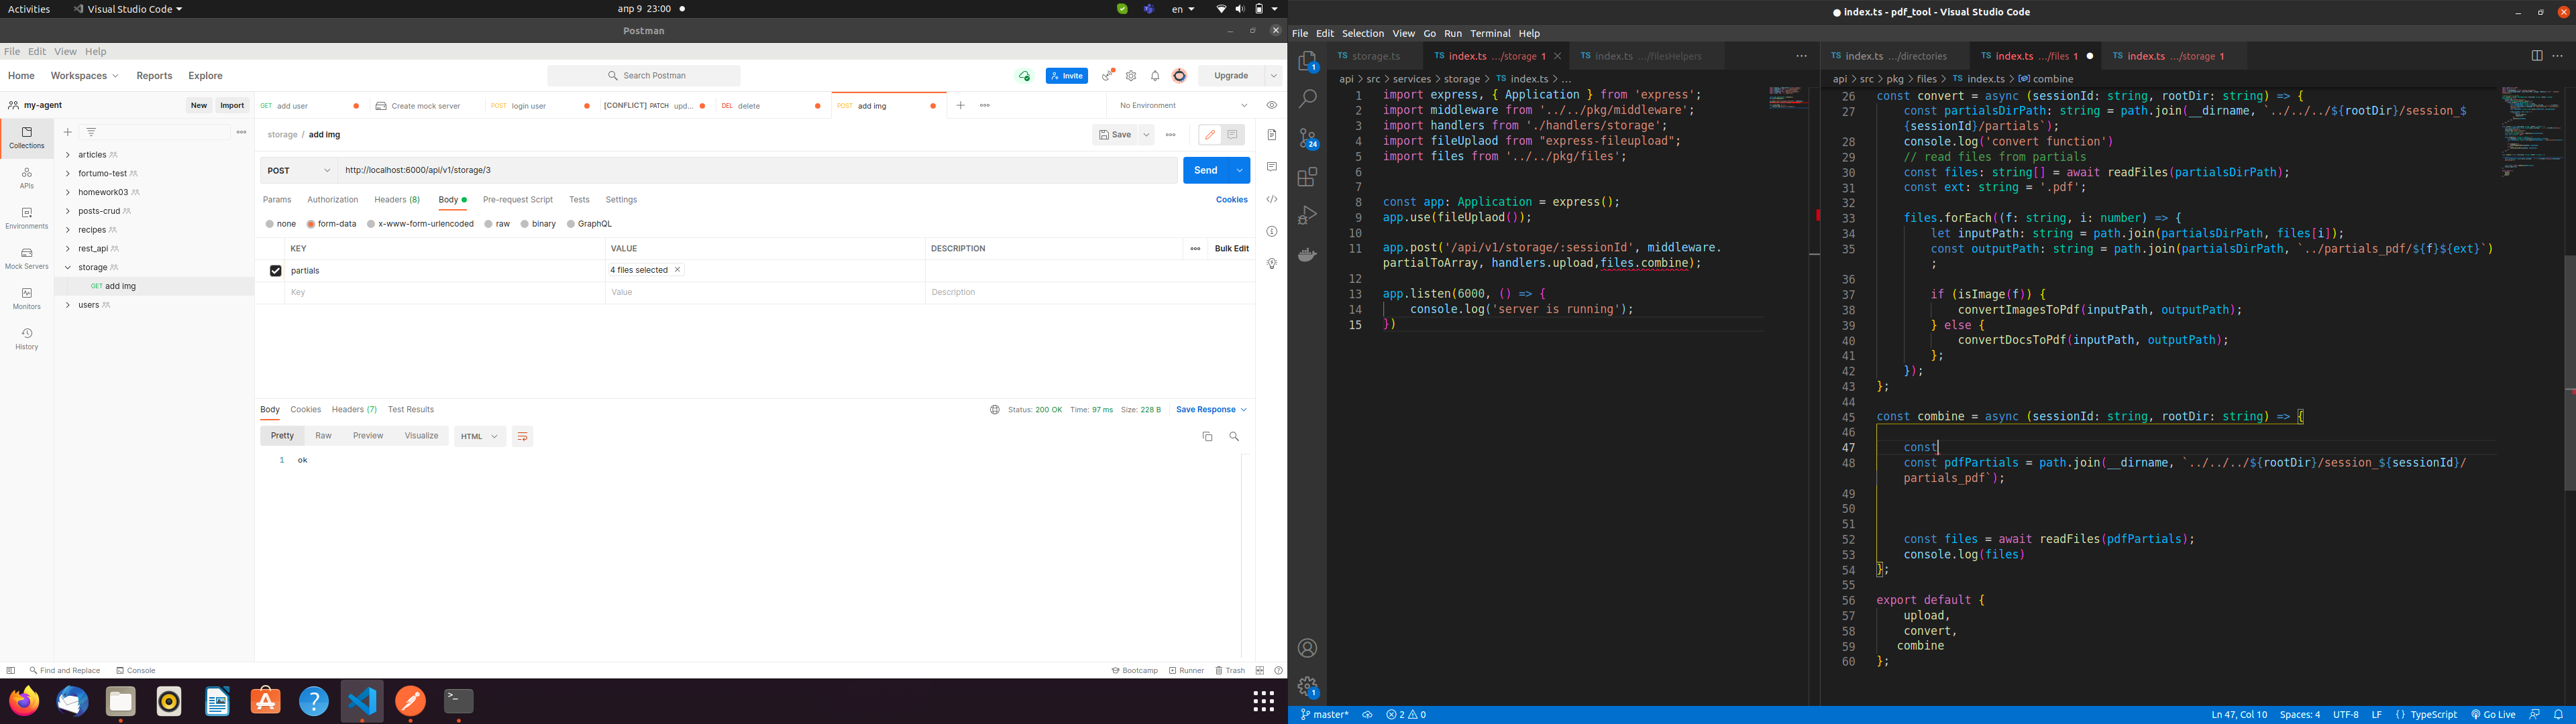 Activities
Visual Studio Code
апр 9 23:00
en
Postman
File Edit View Help
Home Workspaces Reports Explore
Search Postman
Invite
Upgrade
my-agent
New Import
GET add user
Create mock server
POST login user
[CONFLICT] PATCH upd...
DEL delete
POST add img
No Environment
Collections
APIs
Environments
Mock Servers
Monitors
History
articles
fortumo-test
homework03
posts-crud
recipes
rest_api
storage
GET add img
users
storage / add img
Save
POST
http://localhost:6000/api/v1/storage/3
Send
Params Authorization Headers (8) Body Pre-request Script Tests Settings
Cookies
none form-data x-www-form-urlencoded raw binary GraphQL
KEY VALUE DESCRIPTION
Bulk Edit
partials 4 files selected
Key Value Description
Body Cookies Headers (7) Test Results
Status: 200 OK Time: 97 ms Size: 228 B Save Response
Pretty Raw Preview Visualize HTML
1 ok
Find and Replace Console
Bootcamp Runner Trash
index.ts - pdf_tool - Visual Studio Code
File Edit Selection View Go Run Terminal Help
1
24
1
storage.ts
index.ts .../storage 1
index.ts .../filesHelpers
api > src > services > storage > TS index.ts > ...
1 import express, { Application } from 'express';
2 import middleware from '../../pkg/middleware';
3 import handlers from './handlers/storage';
4 import fileUplaod from "express-fileupload";
5 import files from '../../pkg/files';
6
7
8 const app: Application = express();
9 app.use(fileUplaod());
10
11 app.post('/api/v1/storage/:sessionId', middleware.
partialToArray, handlers.upload,files.combine);
12
13 app.listen(6000, () => {
14 console.log('server is running');
15 })
TS index.ts .../directories
TS index.ts .../files 1
TS index.ts .../storage 1
api > src > pkg > files > TS index.ts > combine
26 const convert = async (sessionId: string, rootDir: string) => {
27 const partialsDirPath: string = path.join(__dirname, `../../../${rootDir}/session_$
{sessionId}/partials`);
28 console.log('convert function')
29 // read files from partials
30 const files: string[] = await readFiles(partialsDirPath);
31 const ext: string = '.pdf';
32
33 files.forEach((f: string, i: number) => {
34 let inputPath: string = path.join(partialsDirPath, files[i]);
35 const outputPath: string = path.join(partialsDirPath, `../partials_pdf/${f}${ext}`)
;
36
37 if (isImage(f)) {
38 convertImagesToPdf(inputPath, outputPath);
39 } else {
40 convertDocsToPdf(inputPath, outputPath);
41 };
42 });
43 };
44
45 const combine = async (sessionId: string, rootDir: string) => {
46
47 const
48 const pdfPartials = path.join(__dirname, `../../../${rootDir}/session_${sessionId}/
partials_pdf`);
49
50
51
52 const files = await readFiles(pdfPartials);
53 console.log(files)
54 };
55
56 export default {
57 upload,
58 convert,
59 combine
60 };
master*
2 0
Ln 47, Col 10 Spaces: 4 UTF-8 LF {} TypeScript Go Live